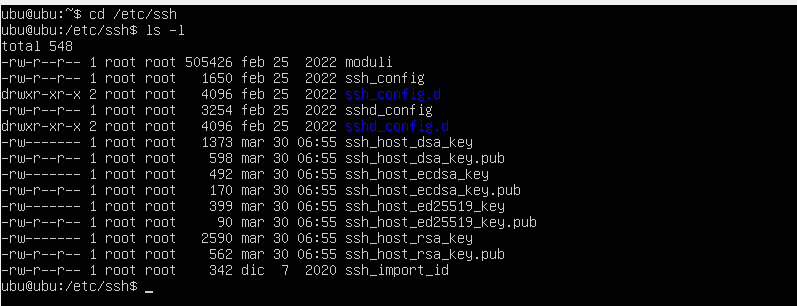 ubu@ubu:~$ cd /etc/ssh
ubu@ubu:/etc/ssh$ ls -l
total 548
-rw-r--r-- 1 root root 505426 feb 25  2022 moduli
-rw-r--r-- 1 root root   1650 feb 25  2022 ssh_config
drwxr-xr-x 2 root root   4096 feb 25  2022 ssh_config.d
-rw-r--r-- 1 root root   3254 feb 25  2022 sshd_config
drwxr-xr-x 2 root root   4096 feb 25  2022 sshd_config.d
-rw------- 1 root root   1373 mar 30 06:55 ssh_host_dsa_key
-rw-r--r-- 1 root root    598 mar 30 06:55 ssh_host_dsa_key.pub
-rw------- 1 root root    492 mar 30 06:55 ssh_host_ecdsa_key
-rw-r--r-- 1 root root    170 mar 30 06:55 ssh_host_ecdsa_key.pub
-rw------- 1 root root    399 mar 30 06:55 ssh_host_ed25519_key
-rw-r--r-- 1 root root     90 mar 30 06:55 ssh_host_ed25519_key.pub
-rw------- 1 root root   2590 mar 30 06:55 ssh_host_rsa_key
-rw-r--r-- 1 root root    562 mar 30 06:55 ssh_host_rsa_key.pub
-rw-r--r-- 1 root root    342 dic  7  2020 ssh_import_id
ubu@ubu:/etc/ssh$ _